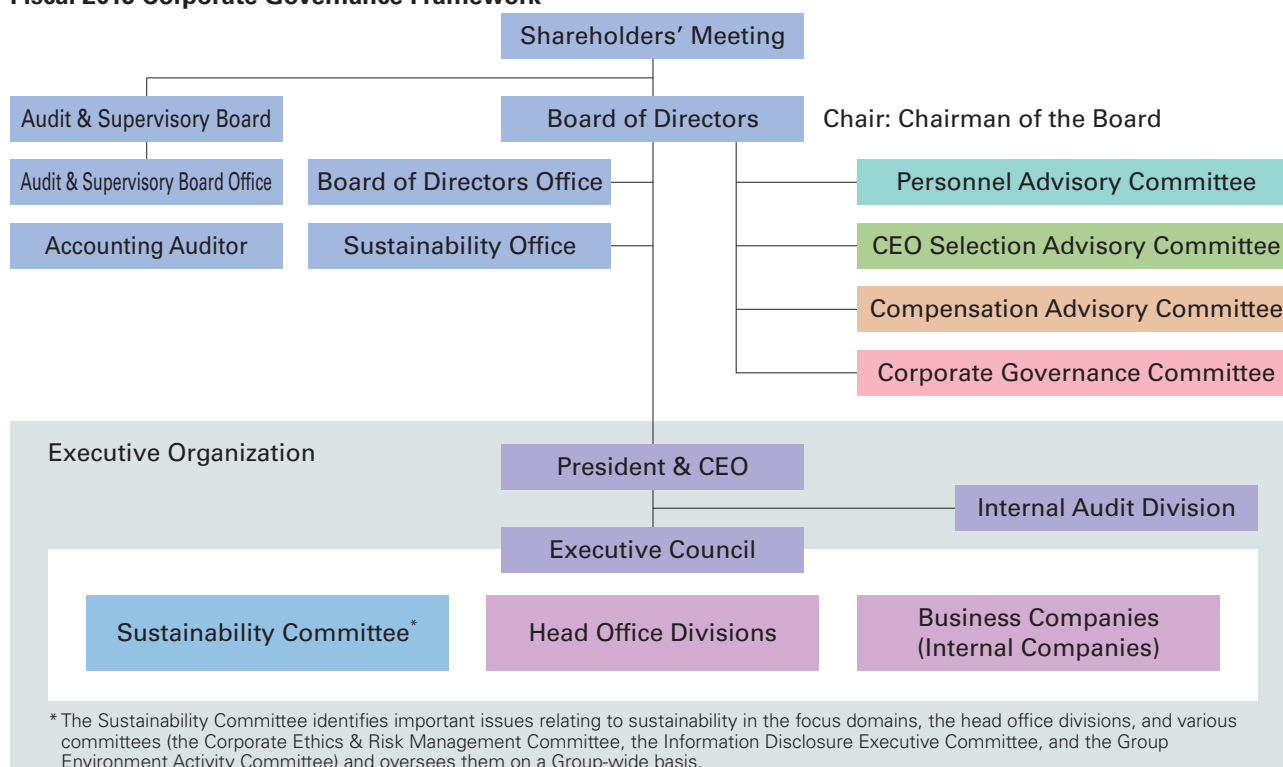 Shareholders' Meeting
Audit & Supervisory Board
Board of Directors
Chair: Chairman of the Board
Audit & Supervisory Board Office
Board of Directors Office
Personnel Advisory Committee
Accounting Auditor
Sustainability Office
CEO Selection Advisory Committee
Compensation Advisory Committee
Corporate Governance Committee
Executive Organization
President & CEO
Internal Audit Division
Executive Council
Sustainability Committee*
Head Office Divisions
Business Companies
(Internal Companies)
* The Sustainability Committee identifies important issues relating to sustainability in the focus domains, the head office divisions, and various
committees (the Corporate Ethics & Risk Management Committee, the Information Disclosure Executive Committee, and the Group
Environment Activity Committee) and oversees them on a Group-wide basis.